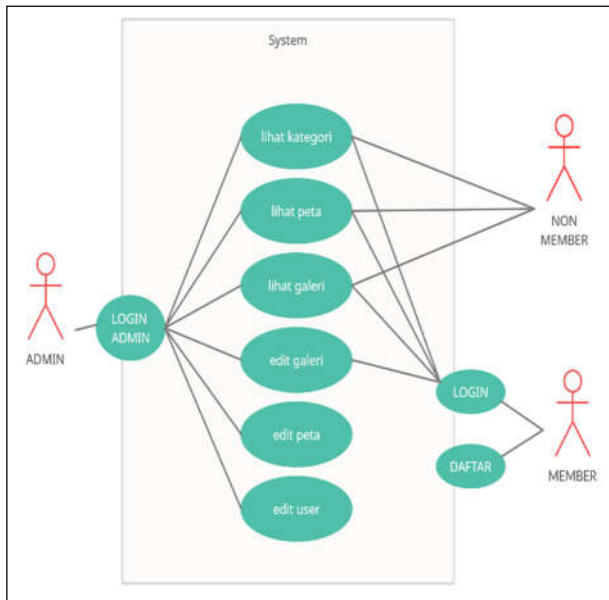 System
lihat kategori
lihat peta
lihat galeri
edit galeri
edit peta
edit user
LOGIN
ADMIN
ADMIN
NON
MEMBER
LOGIN
DAFTAR
MEMBER